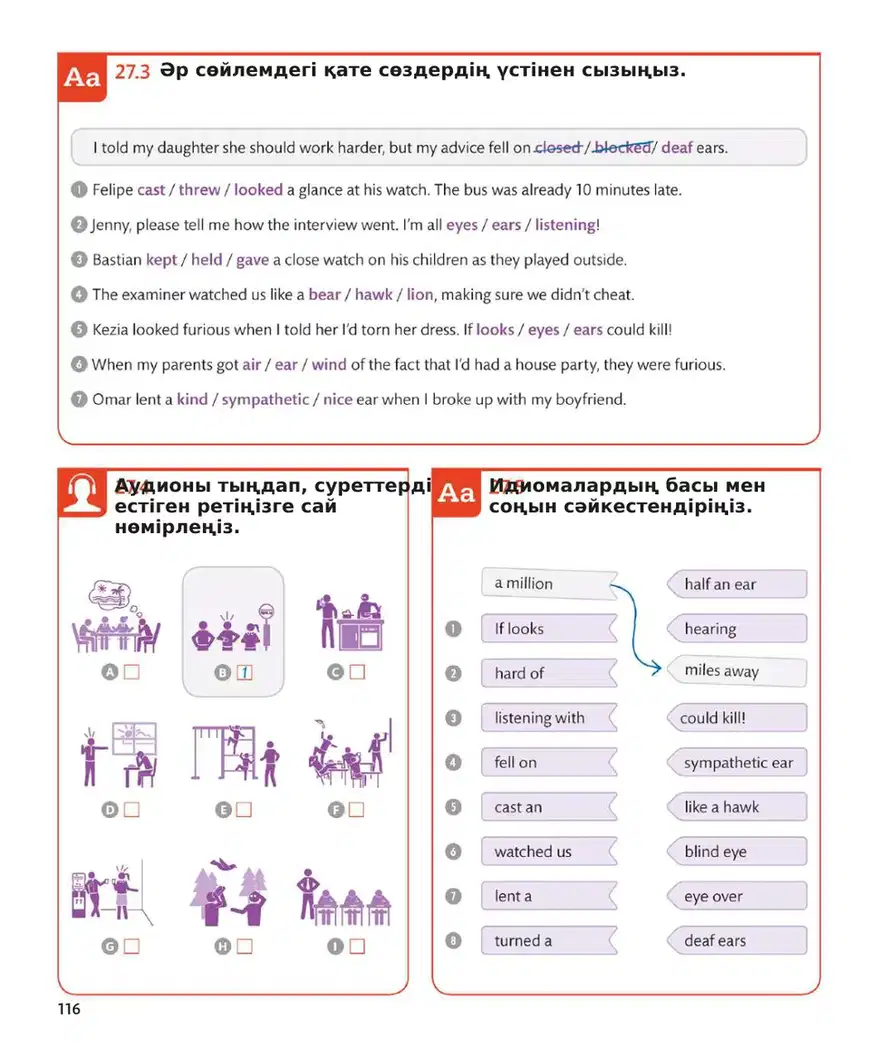 Aa 27.3 Әр сөйлемдегі қате сөздердің үстінен сызыңыз.
I told my daughter she should work harder, but my advice fell on closed / blocked / deaf ears.
1 Felipe cast / threw / looked a glance at his watch. The bus was already 10 minutes late.
2 Jenny, please tell me how the interview went. I'm all eyes / ears / listening!
3 Bastian kept / held / gave a close watch on his children as they played outside.
4 The examiner watched us like a bear / hawk / lion, making sure we didn't cheat.
5 Kezia looked furious when I told her I'd torn her dress. If looks / eyes / ears could kill!
6 When my parents got air / ear / wind of the fact that I'd had a house party, they were furious.
7 Omar lent a kind / sympathetic / nice ear when I broke up with my boyfriend.
Аудионы тыңдап, суреттерді
естіген ретіңізге сай
нөмірлеңіз.
A
B 1
C
D
E
F
G
H
I
Aa Идиомалардың басы мен
соңын сәйкестендіріңіз.
a million
half an ear
1 If looks
hearing
2 hard of
miles away
3 listening with
could kill!
4 fell on
sympathetic ear
5 cast an
like a hawk
6 watched us
blind eye
7 lent a
eye over
8 turned a
deaf ears
116